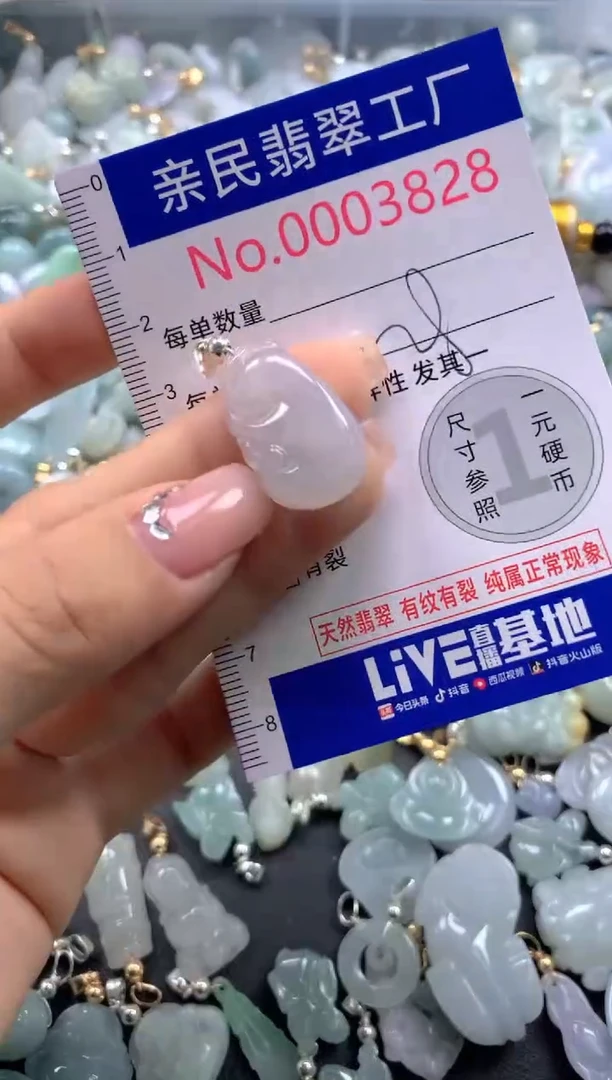 亲民翡翠工厂
No.0003828
0
1
2
3
7
8
每单数量
性 发其一
1
一元硬币
尺寸参照
有裂
天然翡翠 有纹有裂 纯属正常现象
LiVE直播基地
今日头条 抖音 西瓜视频 抖音火山版